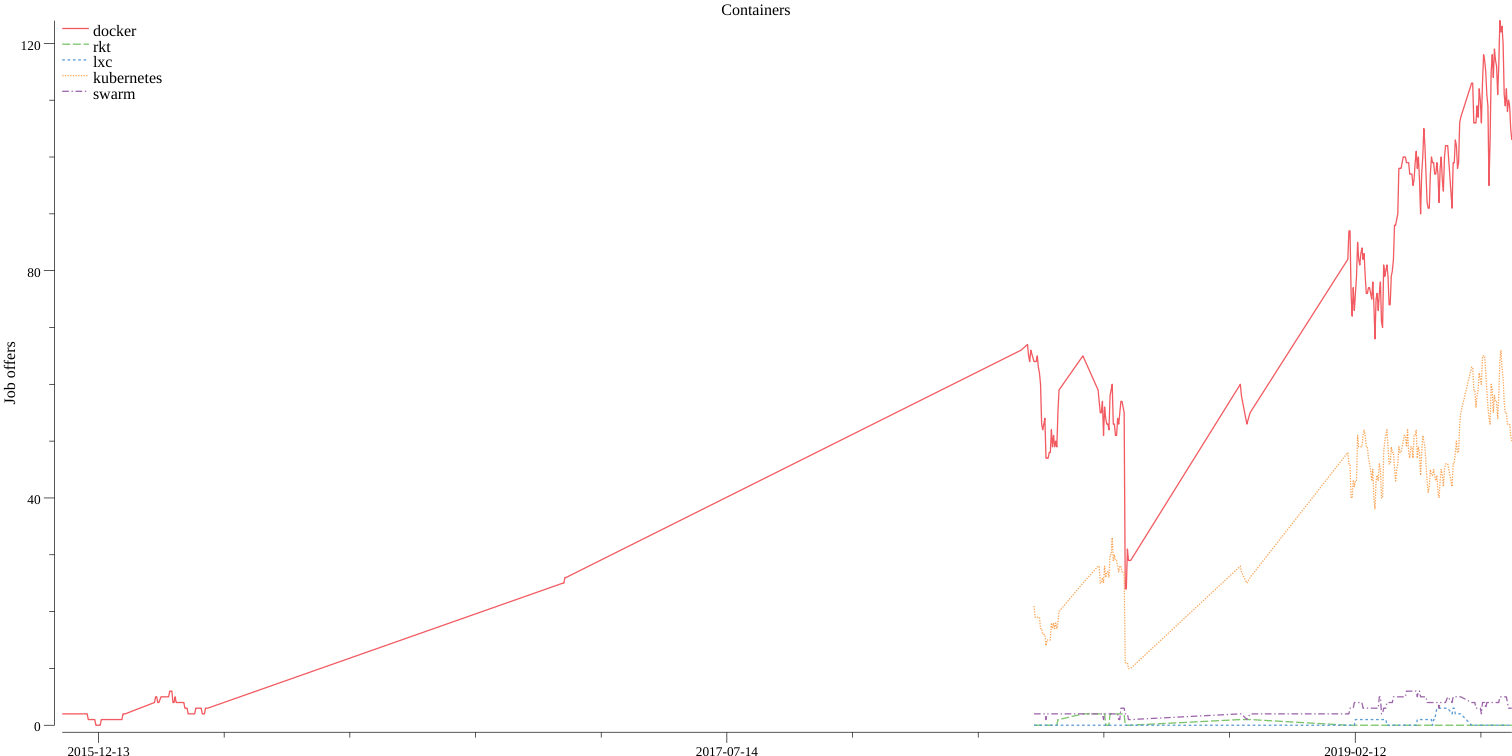 Containers
docker
rkt
lxc
kubernetes
swarm
Job offers
120
80
40
0
2015-12-13
2017-07-14
2019-02-12